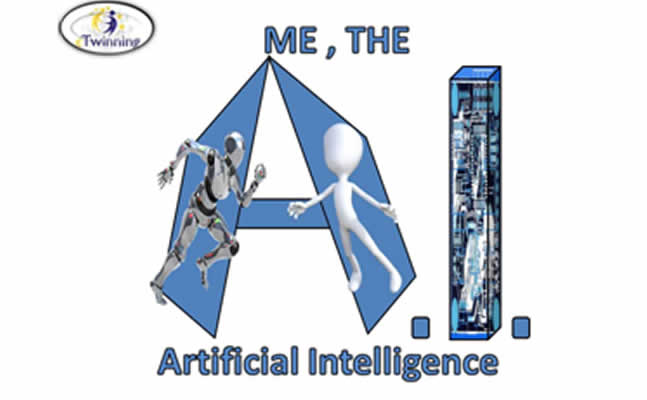 eTwinning
ME , THE
A.I.
Artificial Intelligence